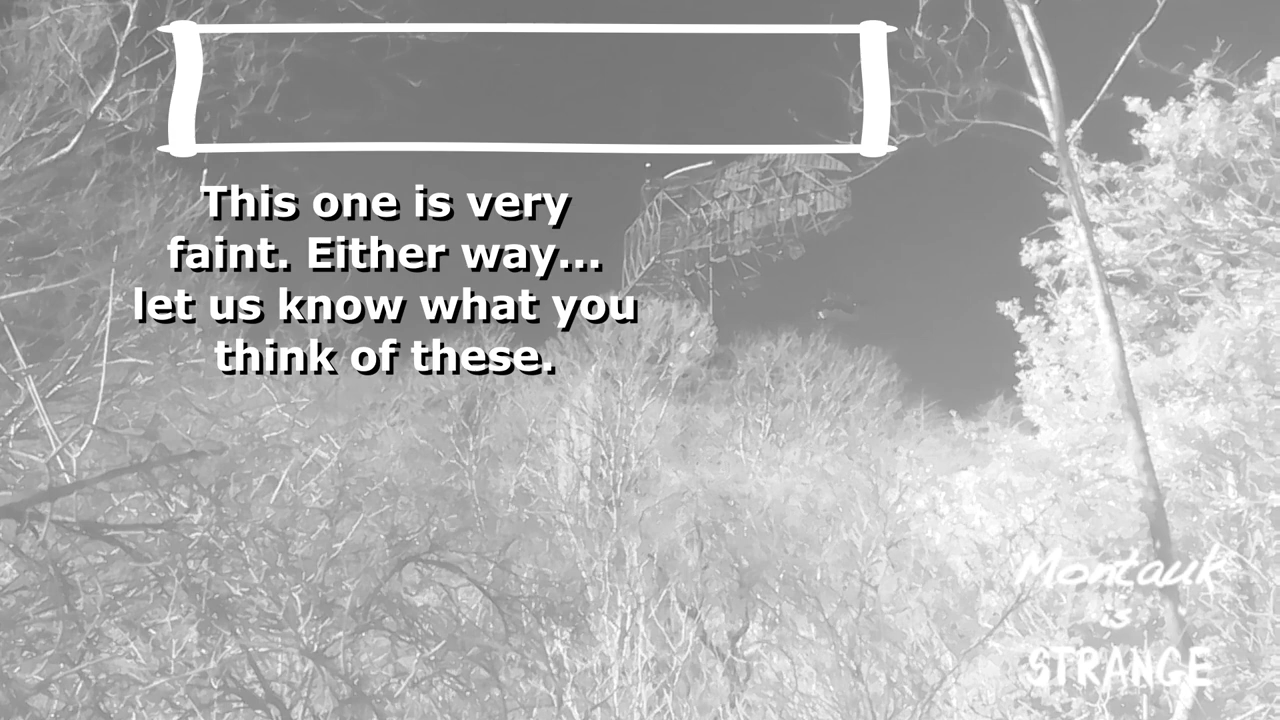 This one is very
faint. Either way...
let us know what you
think of these.
Montauk
is
STRANGE